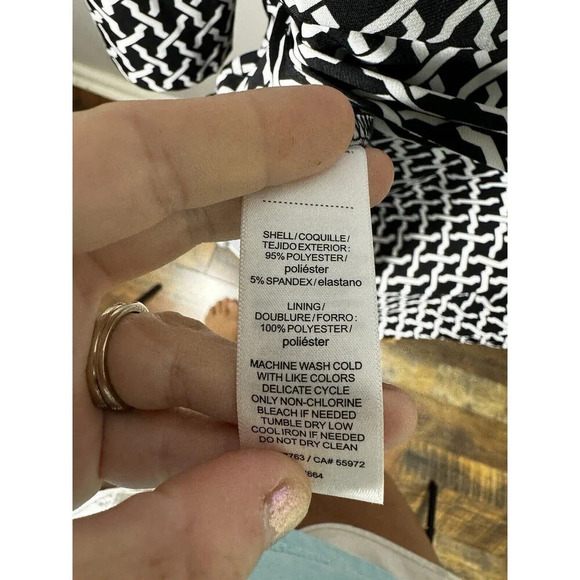 SHELL/COQUILLE/
TEJIDO EXTERIOR:
95% POLYESTER/
poliéster
5% SPANDEX/elastano
LINING/
DOUBLURE/FORRO:
100% POLYESTER/
poliéster
MACHINE WASH COLD
WITH LIKE COLORS
DELICATE CYCLE
ONLY NON-CHLORINE
BLEACH IF NEEDED
TUMBLE DRY LOW
COOL IRON IF NEEDED
DO NOT DRY CLEAN
7763 / CA# 55972
664